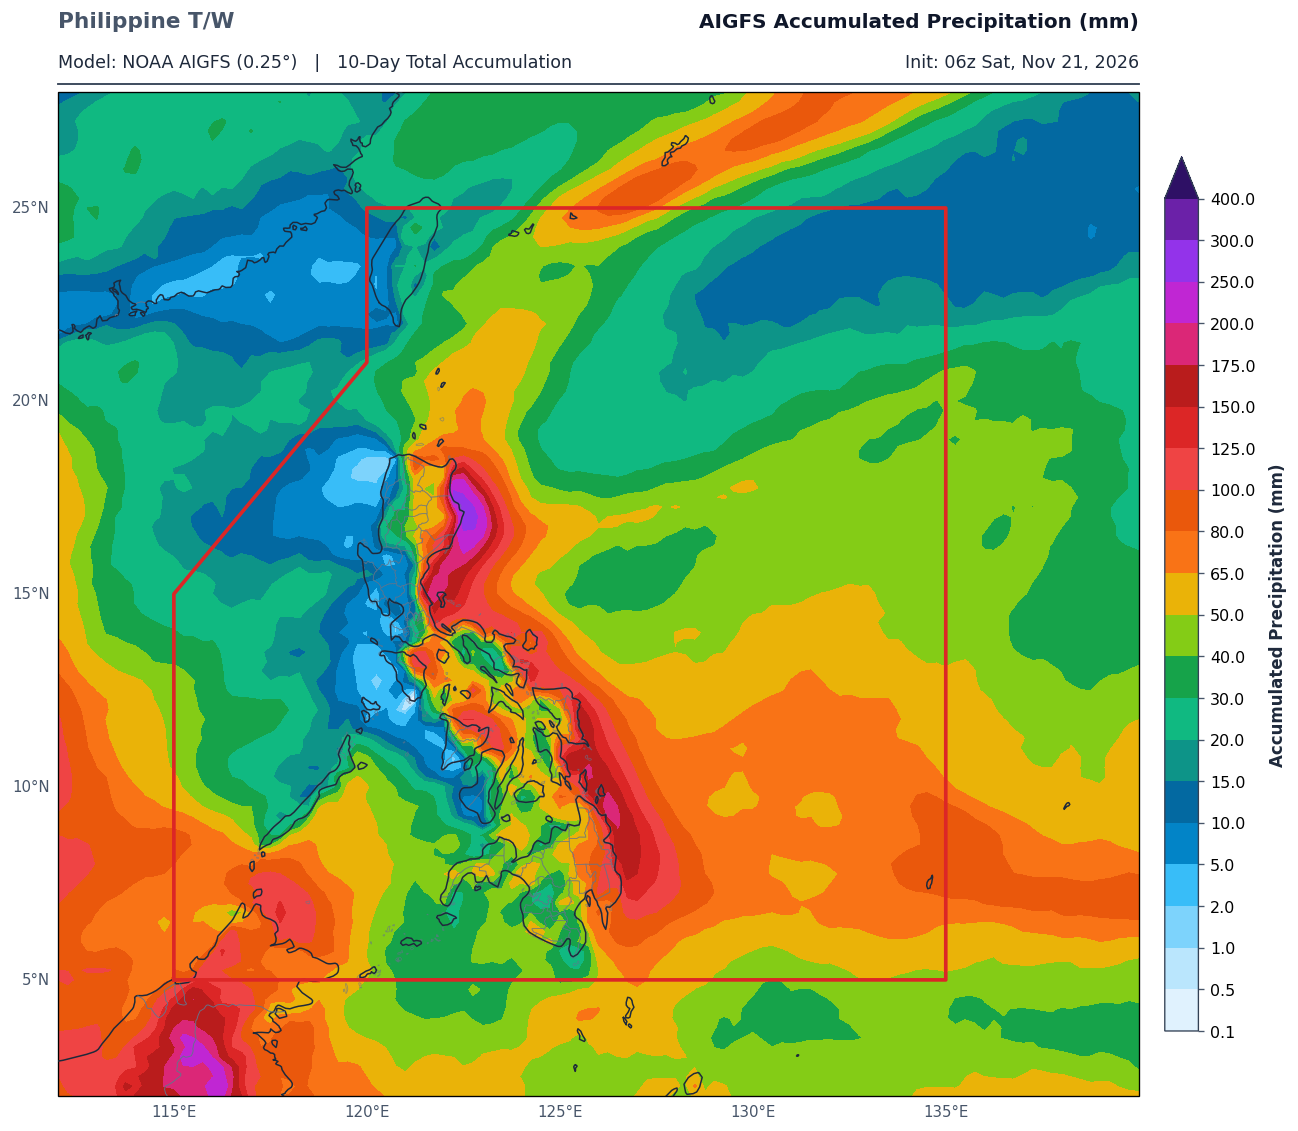 Philippine T/W
AIGFS Accumulated Precipitation (mm)
Model: NOAA AIGFS (0.25°)   |   10-Day Total Accumulation
Init: 06z Sat, Nov 21, 2026
25°N
20°N
15°N
10°N
5°N
115°E
120°E
125°E
130°E
135°E
400.0
300.0
250.0
200.0
175.0
150.0
125.0
100.0
80.0
65.0
50.0
40.0
30.0
20.0
15.0
10.0
5.0
2.0
1.0
0.5
0.1
Accumulated Precipitation (mm)